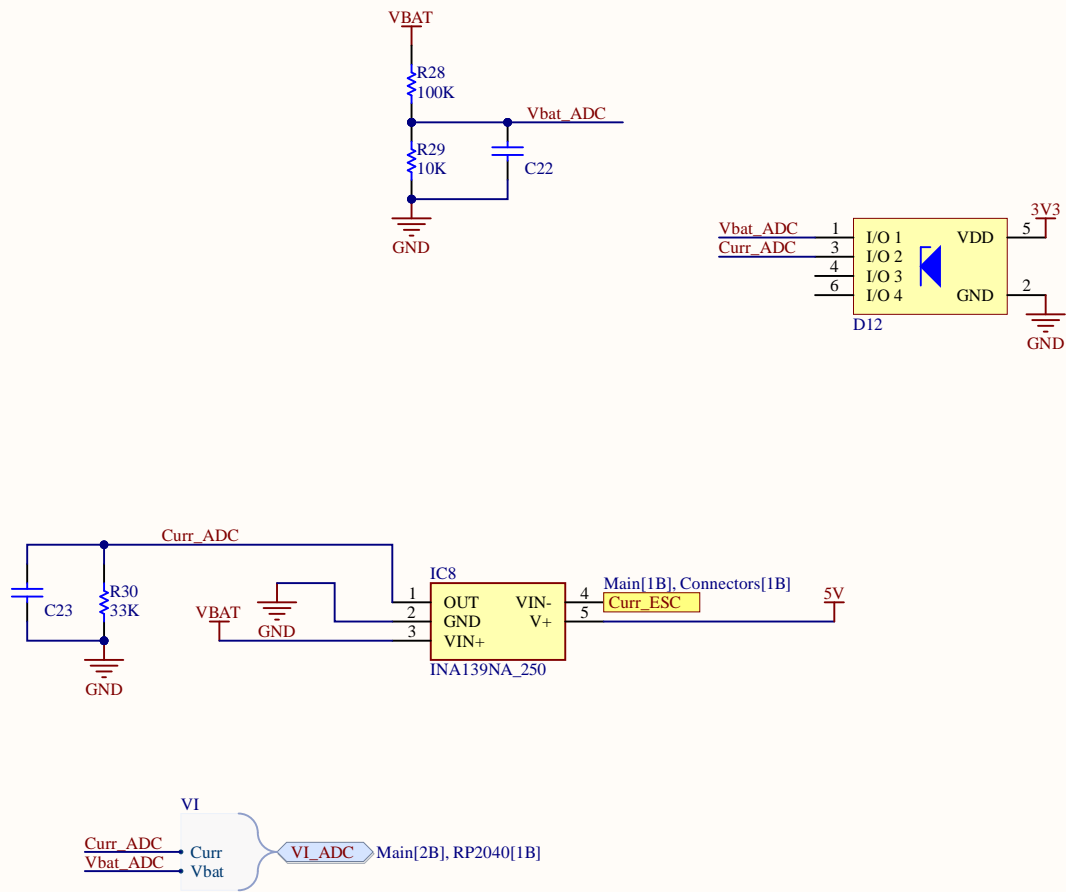 VBAT
R28
100K
Vbat_ADC
R29
10K
C22
GND
3V3
Vbat_ADC 1 I/O 1 VDD 5
Curr_ADC 3 I/O 2
4 I/O 3
6 I/O 4 GND 2
D12
GND
Curr_ADC
IC8
R30
33K
C23
GND
VBAT
GND
1 OUT VIN- 4
2 GND V+ 5
3 VIN+
INA139NA_250
Main[1B], Connectors[1B]
Curr_ESC
5V
VI
Curr_ADC Curr
Vbat_ADC Vbat
VI_ADC Main[2B], RP2040[1B]